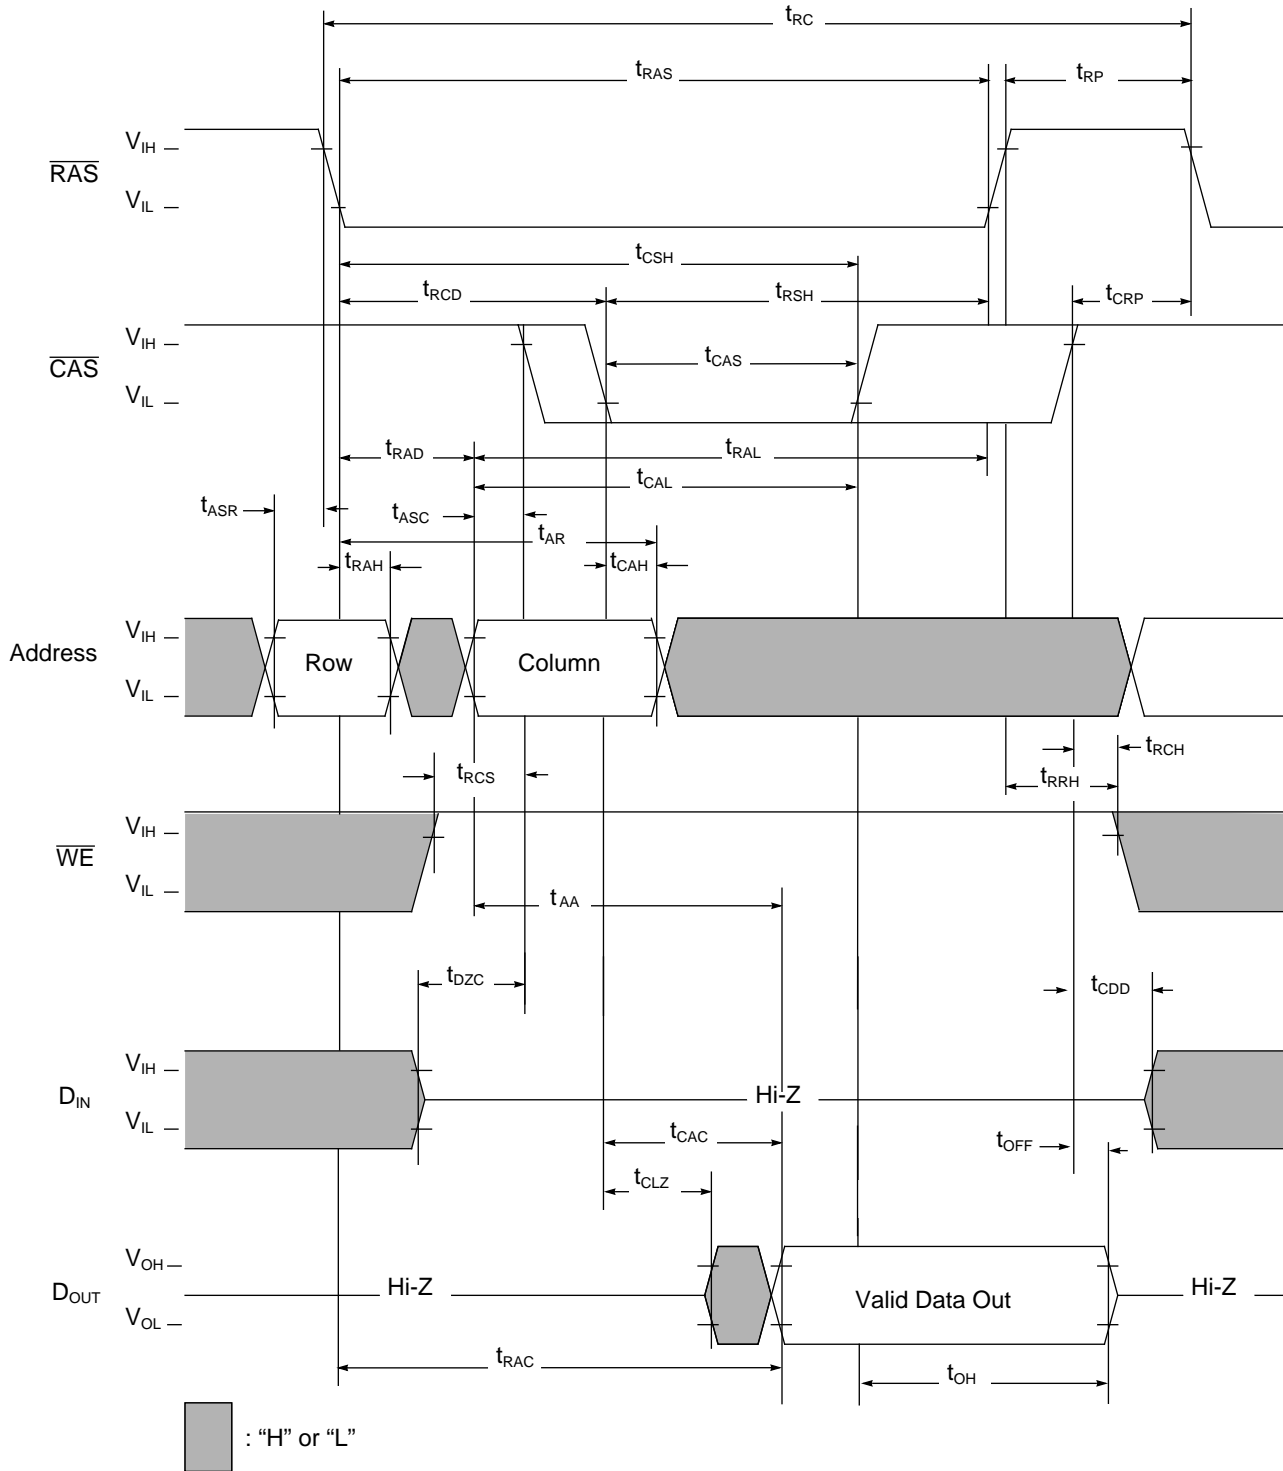 tRC
tRAS
tRP
VIH
RAS
VIL
tCSH
tRCD
tRSH
tCRP
VIH
CAS
tCAS
VIL
tRAD
tRAL
tCAL
tASR
tASC
tAR
tRAH
tCAH
VIH
Address
Row
Column
VIL
tRCH
tRCS
tRRH
VIH
WE
VIL
tAA
tDZC
tCDD
VIH
DIN
Hi-Z
VIL
tCAC
tOFF
tCLZ
VOH
DOUT
Hi-Z
Valid Data Out
Hi-Z
VOL
tRAC
tOH
: “H” or “L”